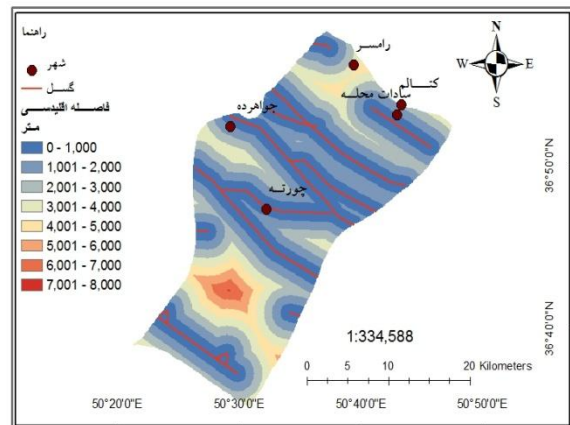 راهنما
شهر
گسل
فاصله اقلیدسی
متر
0 - 1,000
1,001 - 2,000
2,001 - 3,000
3,001 - 4,000
4,001 - 5,000
5,001 - 6,000
6,001 - 7,000
7,001 - 8,000
رامسر
کتالم
سادات محله
جواهرده
چورته
N
W
E
S
1:334,588
0 5 10 20 Kilometers
36°50'0"N
36°40'0"N
50°20'0"E 50°30'0"E 50°40'0"E 50°50'0"E